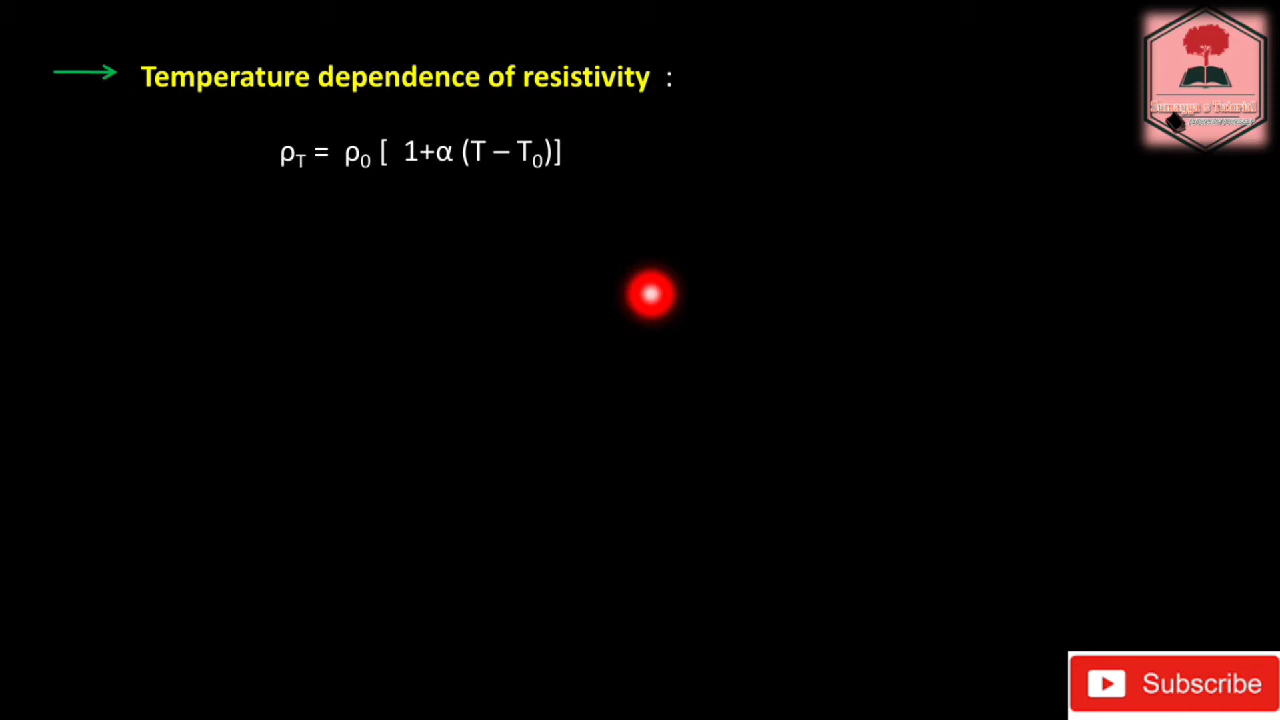 Temperature dependence of resistivity :
ρT = ρ0 [ 1+α (T – T0)]
Subscribe